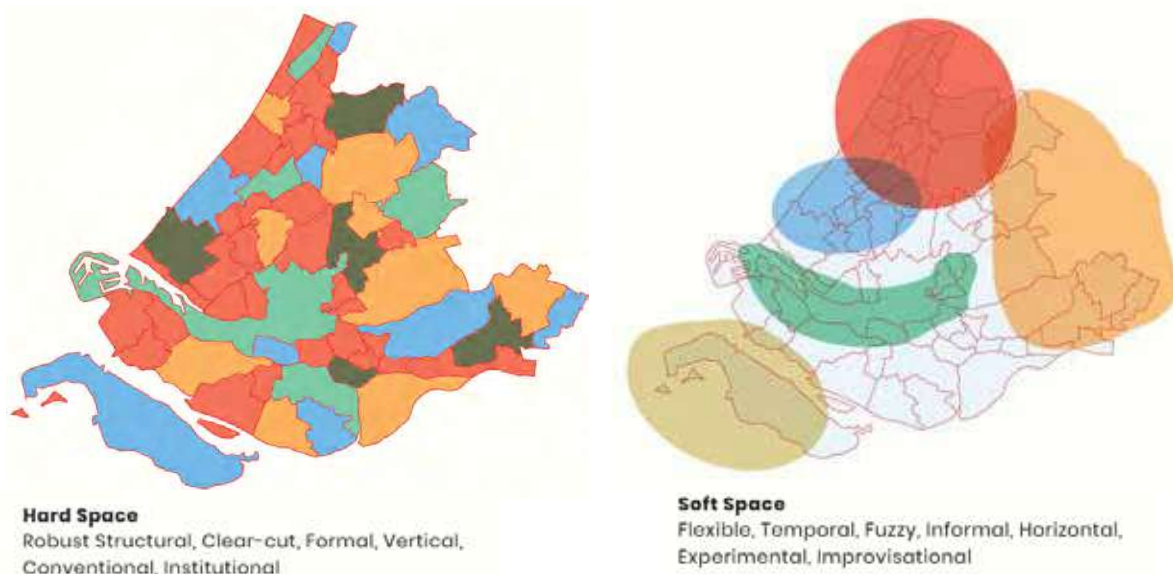 Hard Space
Robust Structural, Clear-cut, Formal, Vertical,
Conventional, Institutional
Soft Space
Flexible, Temporal, Fuzzy, Informal, Horizontal,
Experimental, Improvisational